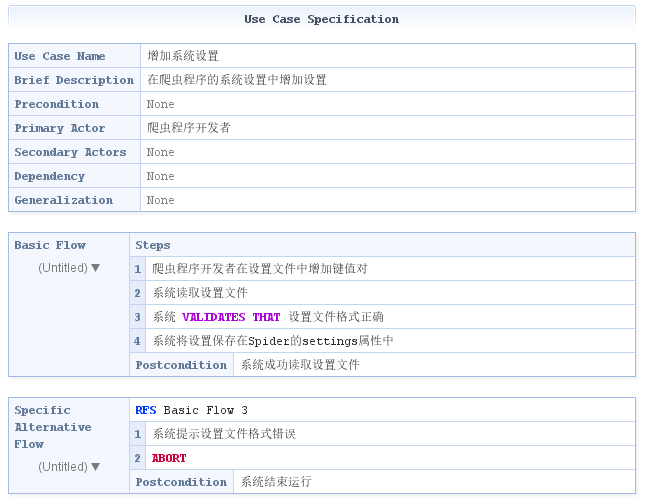 Use Case Specification
Use Case Name 增加系统设置
Brief Description 在爬虫程序的系统设置中增加设置
Precondition None
Primary Actor 爬虫程序开发者
Secondary Actors None
Dependency None
Generalization None
Basic Flow Steps
(Untitled) ▼
1 爬虫程序开发者在设置文件中增加键值对
2 系统读取设置文件
3 系统 VALIDATES THAT 设置文件格式正确
4 系统将设置保存在Spider的settings属性中
Postcondition 系统成功读取设置文件
Specific
Alternative
Flow
(Untitled) ▼
RFS Basic Flow 3
1 系统提示设置文件格式错误
2 ABORT
Postcondition 系统结束运行